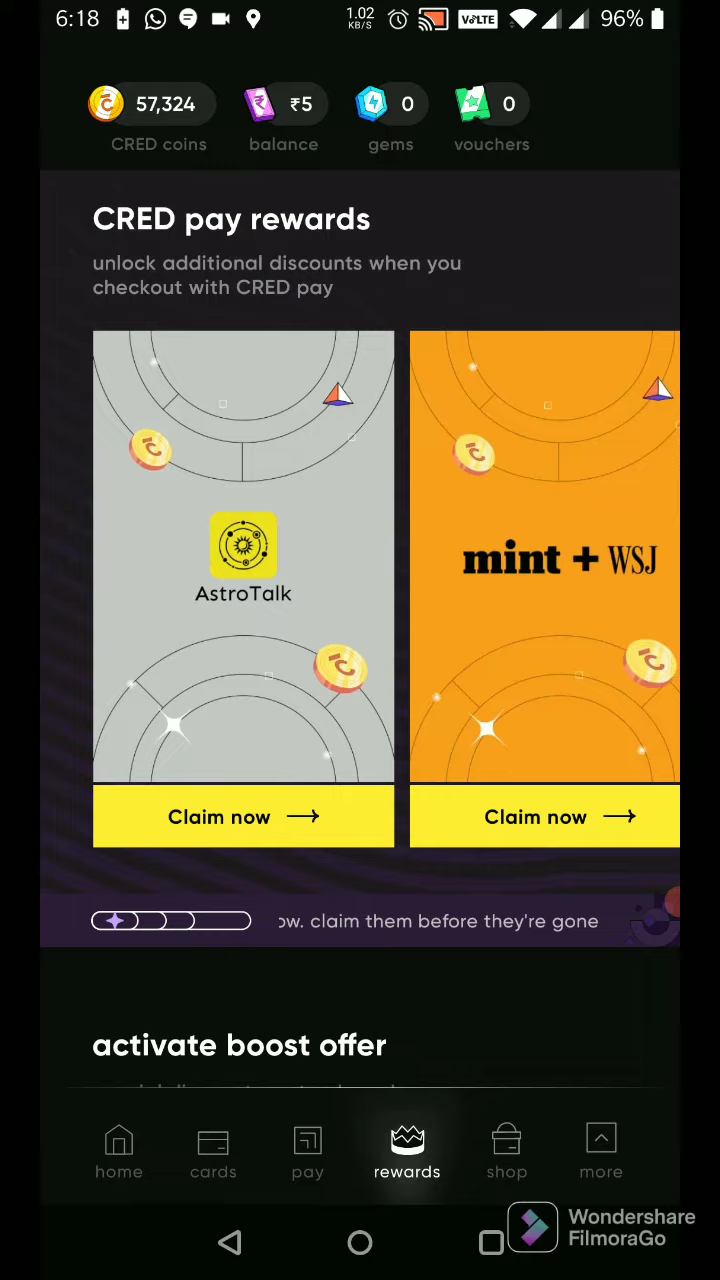 6:18 1.02 KB/S VoLTE 96%
57,324 ₹5 0 0
CRED coins balance gems vouchers
CRED pay rewards
unlock additional discounts when you
checkout with CRED pay
AstroTalk
mint + WSJ
Claim now
Claim now
ow. claim them before they're gone
activate boost offer
home cards pay rewards shop more
Wondershare
FilmoraGo